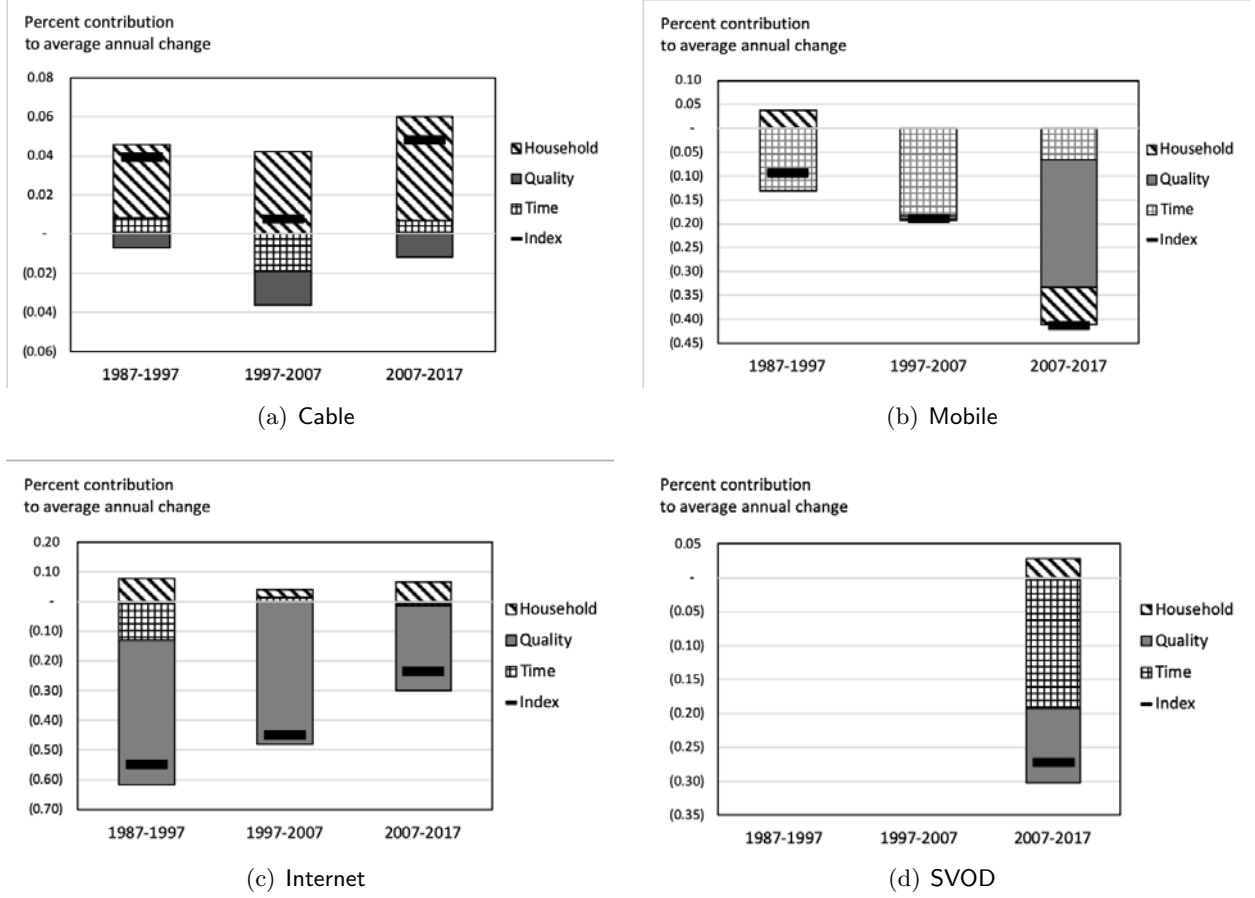 Percent contribution
to average annual change
0.08
0.06
0.04
0.02
-
(0.02)
(0.04)
(0.06)
1987-1997
1997-2007
2007-2017
Household
Quality
Time
Index
(a) Cable
Percent contribution
to average annual change
0.10
0.05
-
(0.05)
(0.10)
(0.15)
(0.20)
(0.25)
(0.30)
(0.35)
(0.40)
(0.45)
1987-1997
1997-2007
2007-2017
Household
Quality
Time
Index
(b) Mobile
Percent contribution
to average annual change
0.20
0.10
-
(0.10)
(0.20)
(0.30)
(0.40)
(0.50)
(0.60)
(0.70)
1987-1997
1997-2007
2007-2017
Household
Quality
Time
Index
(c) Internet
Percent contribution
to average annual change
0.05
-
(0.05)
(0.10)
(0.15)
(0.20)
(0.25)
(0.30)
(0.35)
1987-1997
1997-2007
2007-2017
Household
Quality
Time
Index
(d) SVOD